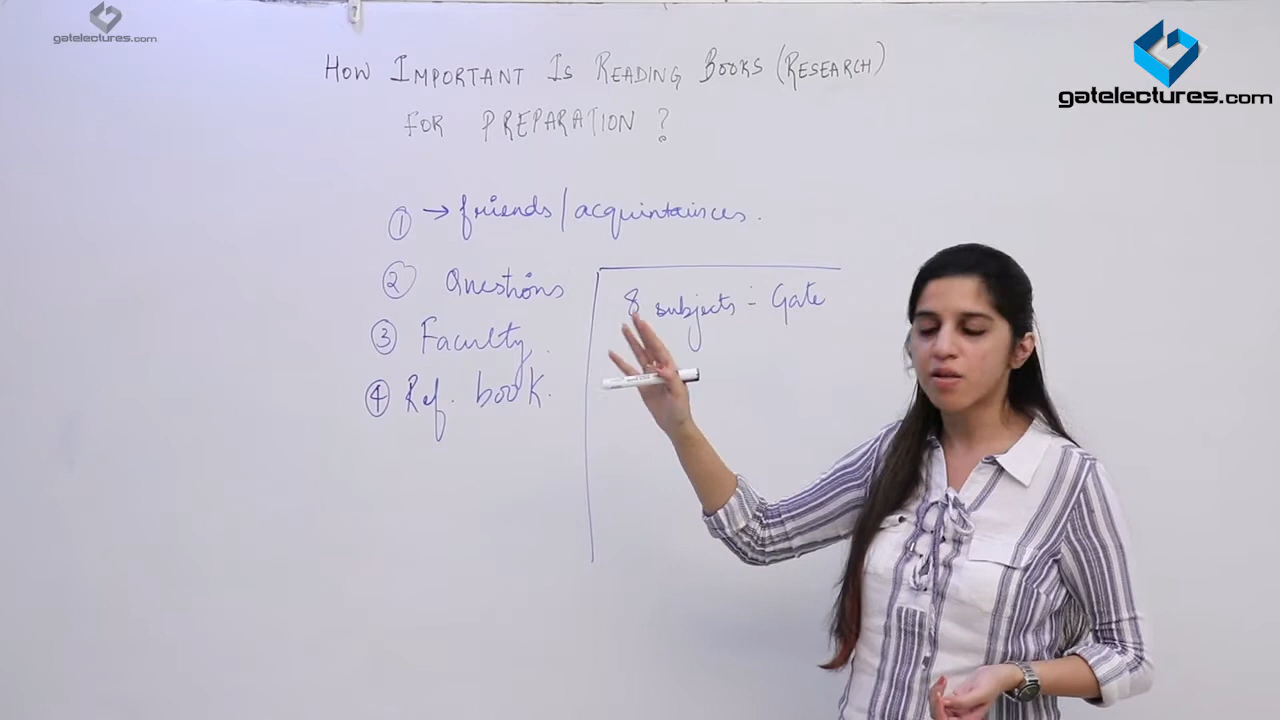 gatelectures.com
gatelectures.com
HOW IMPORTANT IS READING BOOKS (RESEARCH)
FOR PREPARATION ?
① → friends / acquintainces.
② Questions
8 subjects :- Gate
③ Faculty.
④ Ref. book.